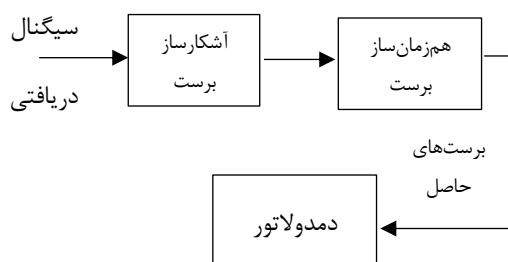 سیگنال
دریافتی
آشکارساز
برست
هم‌زمان‌ساز
برست
برست‌های
حاصل
دمدولاتور